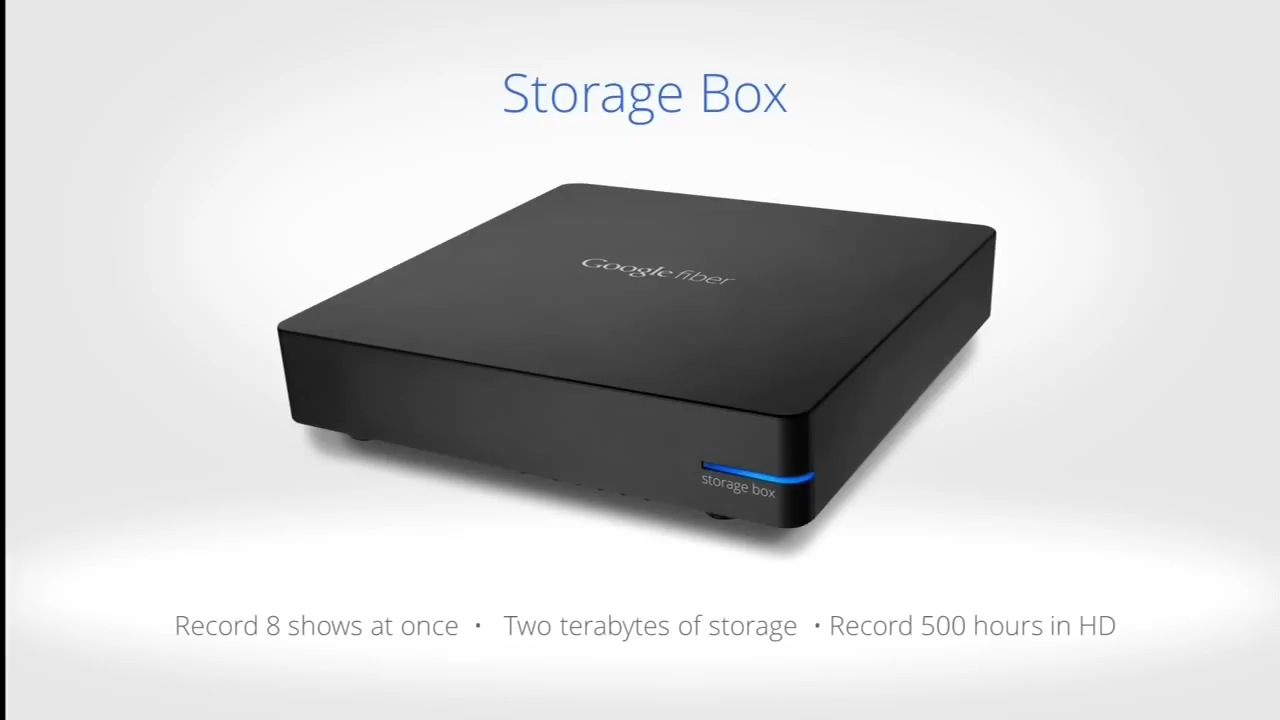 Storage Box
Google fiber
storage box
Record 8 shows at once • Two terabytes of storage • Record 500 hours in HD